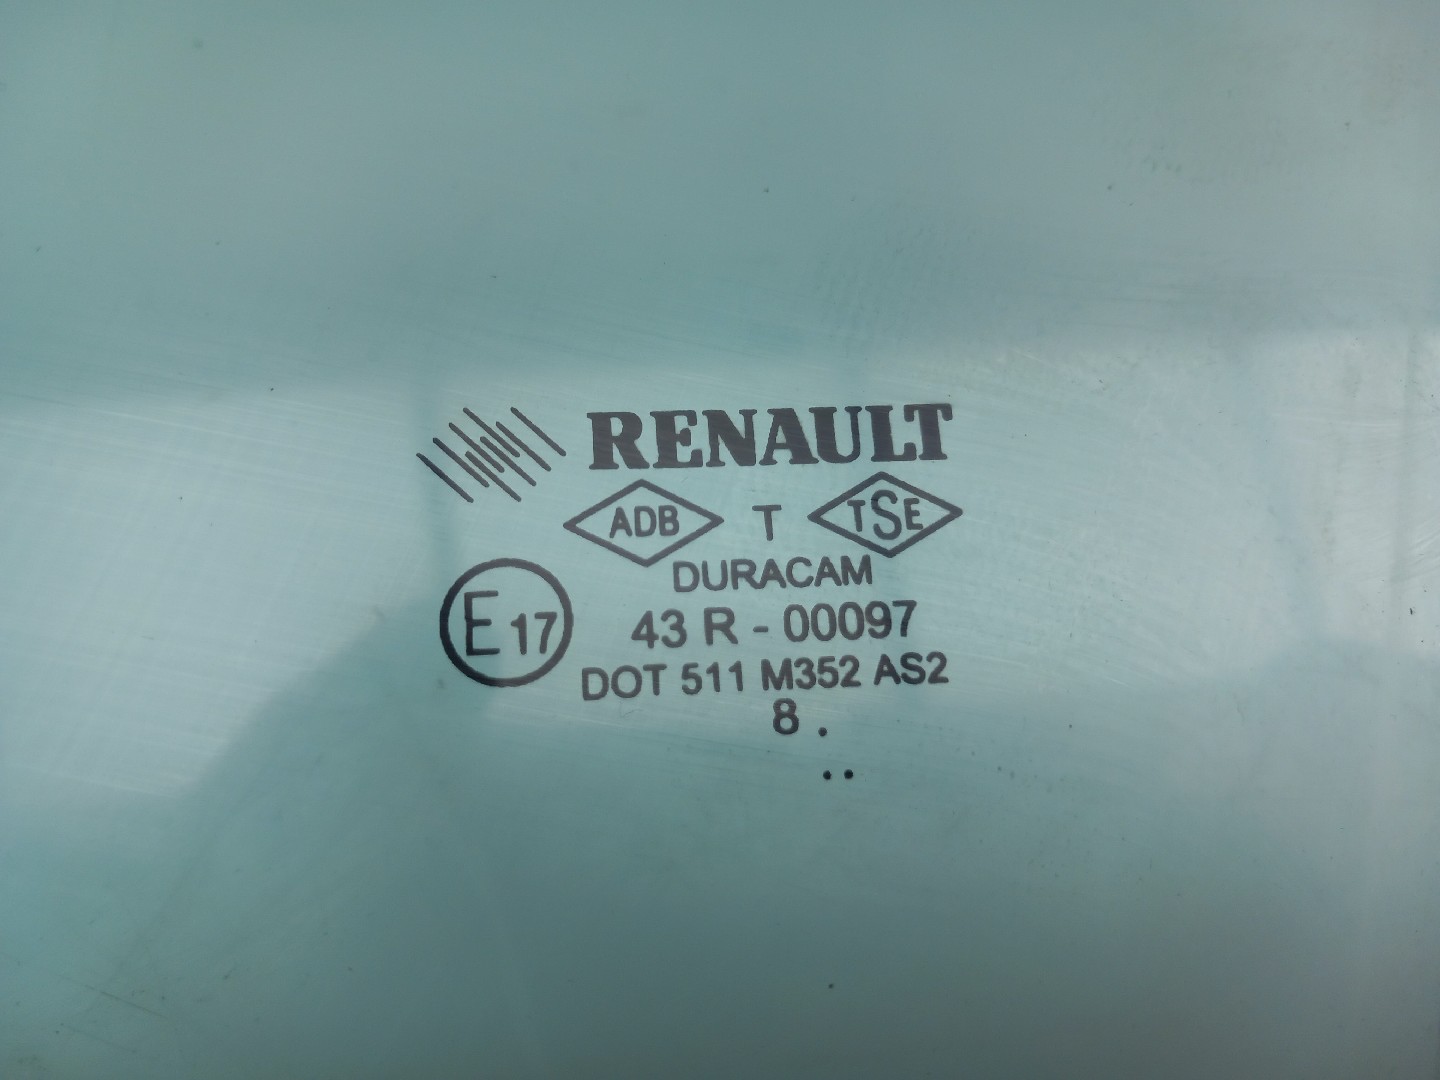 RENAULT
ADB T TSE
DURACAM
E17 43 R - 00097
DOT 511 M352 AS2
8 .
..